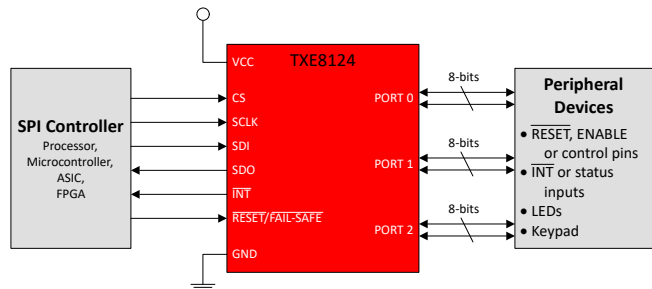 TXE8124
VCC
CS
SCLK
SDI
SDO
INT
RESET/FAIL-SAFE
GND
PORT 0
PORT 1
PORT 2
SPI Controller
Processor,
Microcontroller,
ASIC,
FPGA
8-bits
8-bits
8-bits
Peripheral
Devices
• RESET, ENABLE
or control pins
• INT or status
inputs
• LEDs
• Keypad